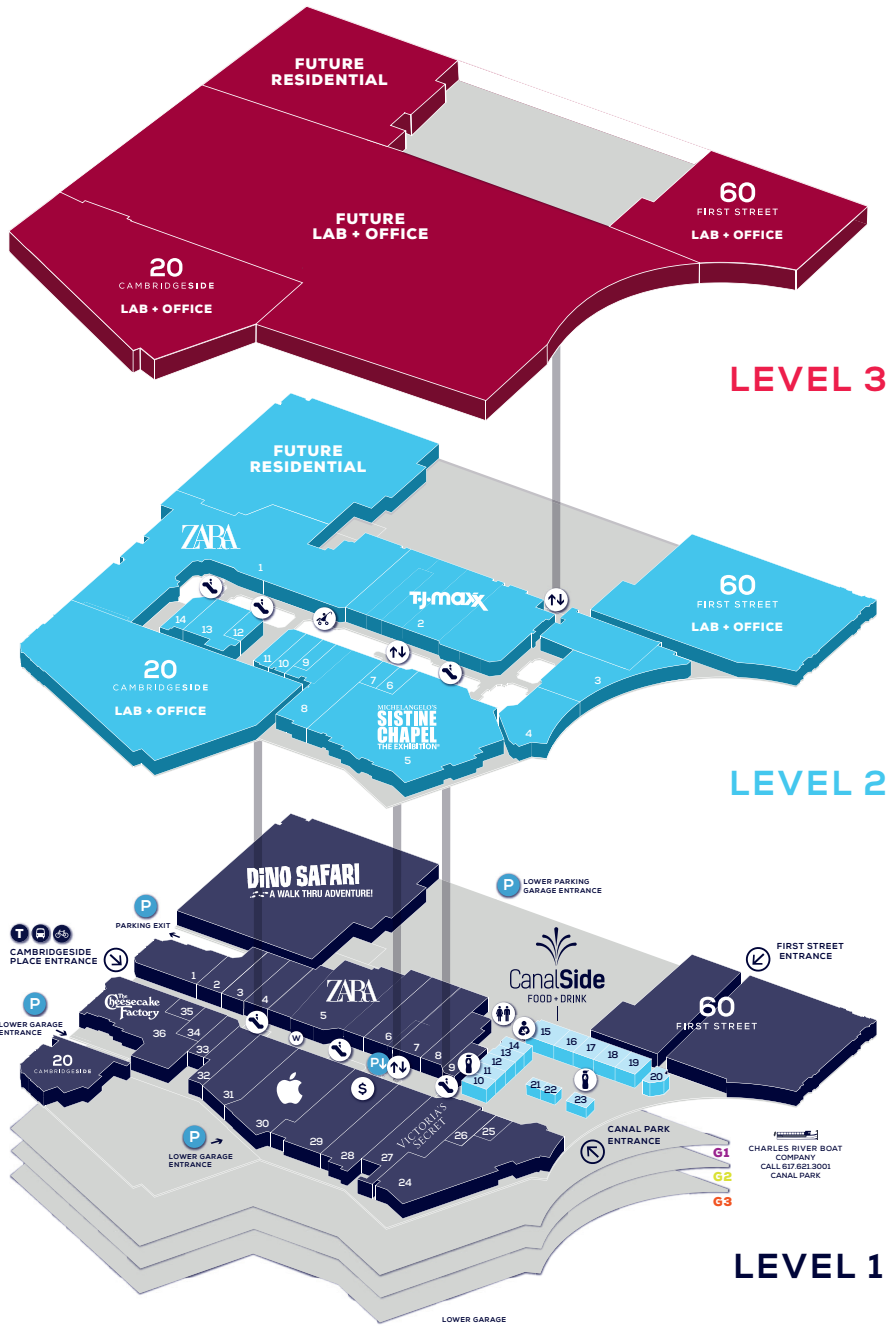 FUTURE
RESIDENTIAL
60
FIRST STREET
LAB + OFFICE
FUTURE
LAB + OFFICE
20
CAMBRIDGESIDE
LAB + OFFICE
LEVEL 3
FUTURE
RESIDENTIAL
ZARA
1
T·J·maxx
2
60
FIRST STREET
LAB + OFFICE
14
13
12
11
10
9
7
6
3
20
CAMBRIDGESIDE
LAB + OFFICE
8
MICHELANGELO'S
SISTINE
CHAPEL
THE EXHIBITION®
5
4
LEVEL 2
DiNO SAFARI
A WALK THRU ADVENTURE!
P
LOWER PARKING
GARAGE ENTRANCE
P
PARKING EXIT
T
CAMBRIDGESIDE
PLACE ENTRANCE
FIRST STREET
ENTRANCE
CanalSide
FOOD + DRINK
1
2
3
4
5
ZARA
6
7
8
9
60
FIRST STREET
P
LOWER GARAGE
ENTRANCE
The
Cheesecake
Factory
35
34
36
33
W
P
20
CAMBRIDGESIDE
32
31
30
$
29
28
27
VICTORIA'S
SECRET
26
25
24
10
11
12
13
14
15
16
17
18
19
20
21
22
23
P
LOWER GARAGE
ENTRANCE
CANAL PARK
ENTRANCE
G1
G2
G3
CHARLES RIVER BOAT
COMPANY
CALL 617.621.3001
CANAL PARK
LEVEL 1
LOWER GARAGE